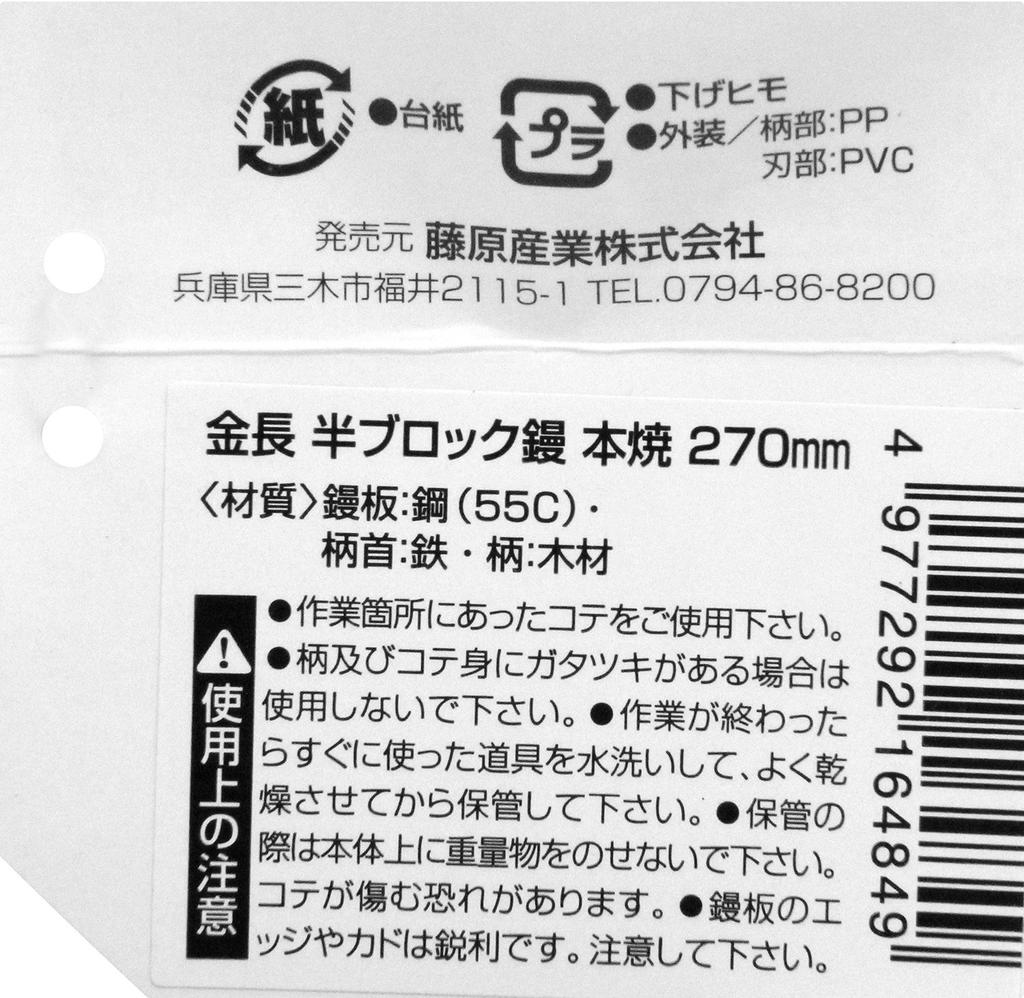 紙 ●台紙
プラ ●下げヒモ
●外装／柄部:PP
刃部:PVC
発売元 藤原産業株式会社
兵庫県三木市福井2115-1 TEL.0794-86-8200
金長 半ブロック鏝 本焼 270mm
〈材質〉鏝板:鋼(55C)・
柄首:鉄・柄:木材
使用上の注意
●作業箇所にあったコテをご使用下さい。
●柄及びコテ身にガタツキがある場合は
使用しないで下さい。●作業が終わった
らすぐに使った道具を水洗いして、よく乾
燥させてから保管して下さい。●保管の
際は本体上に重量物をのせないで下さい。
コテが傷む恐れがあります。●鏝板のエ
ッジやカドは鋭利です。注意して下さい。
4 977292 164849